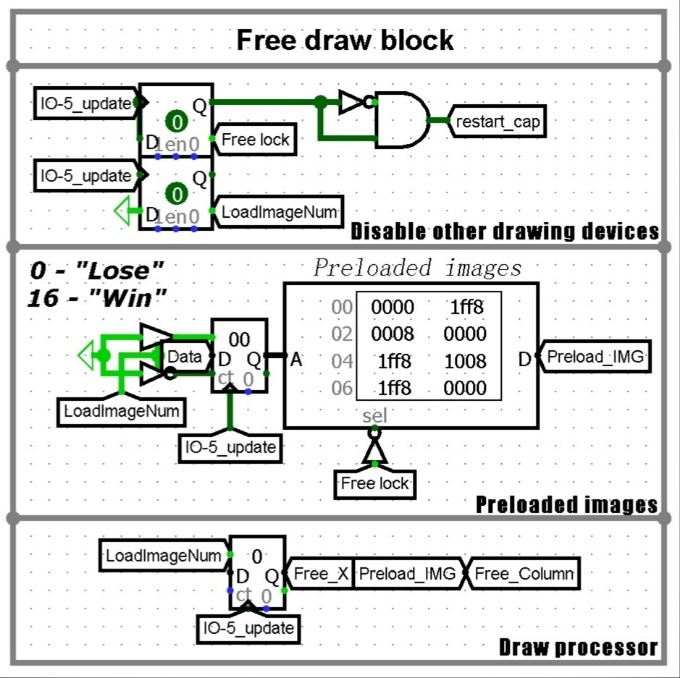 Free draw block
IO-5_update
0
Q
D
1en0
Free lock
restart_cap
IO-5_update
0
Q
D
1en0
LoadImageNum
Disable other drawing devices
0 - "Lose"
16 - "Win"
Preloaded images
00 0000 1ff8
02 0008 0000
04 1ff8 1008
06 1ff8 0000
A
D
sel
Preload_IMG
Data
00
D Q
ct 0
LoadImageNum
IO-5_update
Free lock
Preloaded images
LoadImageNum
0
D Q
ct 0
Free_X
Preload_IMG
Free_Column
IO-5_update
Draw processor